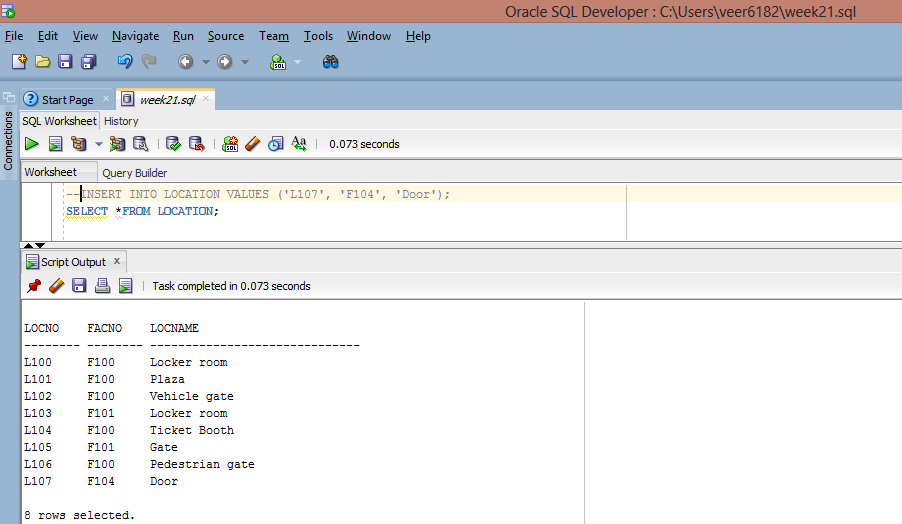 Oracle SQL Developer : C:\Users\veer6182\week21.sql
File Edit View Navigate Run Source Team Tools Window Help
SQL
Connections
Start Page × week21.sql ×
SQL Worksheet History
SQL Aa 0.073 seconds
Worksheet Query Builder
--INSERT INTO LOCATION VALUES ('L107', 'F104', 'Door');
SELECT *FROM LOCATION;
Script Output ×
Task completed in 0.073 seconds
LOCNO FACNO LOCNAME
-------- -------- ------------------------------
L100 F100 Locker room
L101 F100 Plaza
L102 F100 Vehicle gate
L103 F101 Locker room
L104 F100 Ticket Booth
L105 F101 Gate
L106 F100 Pedestrian gate
L107 F104 Door
8 rows selected.